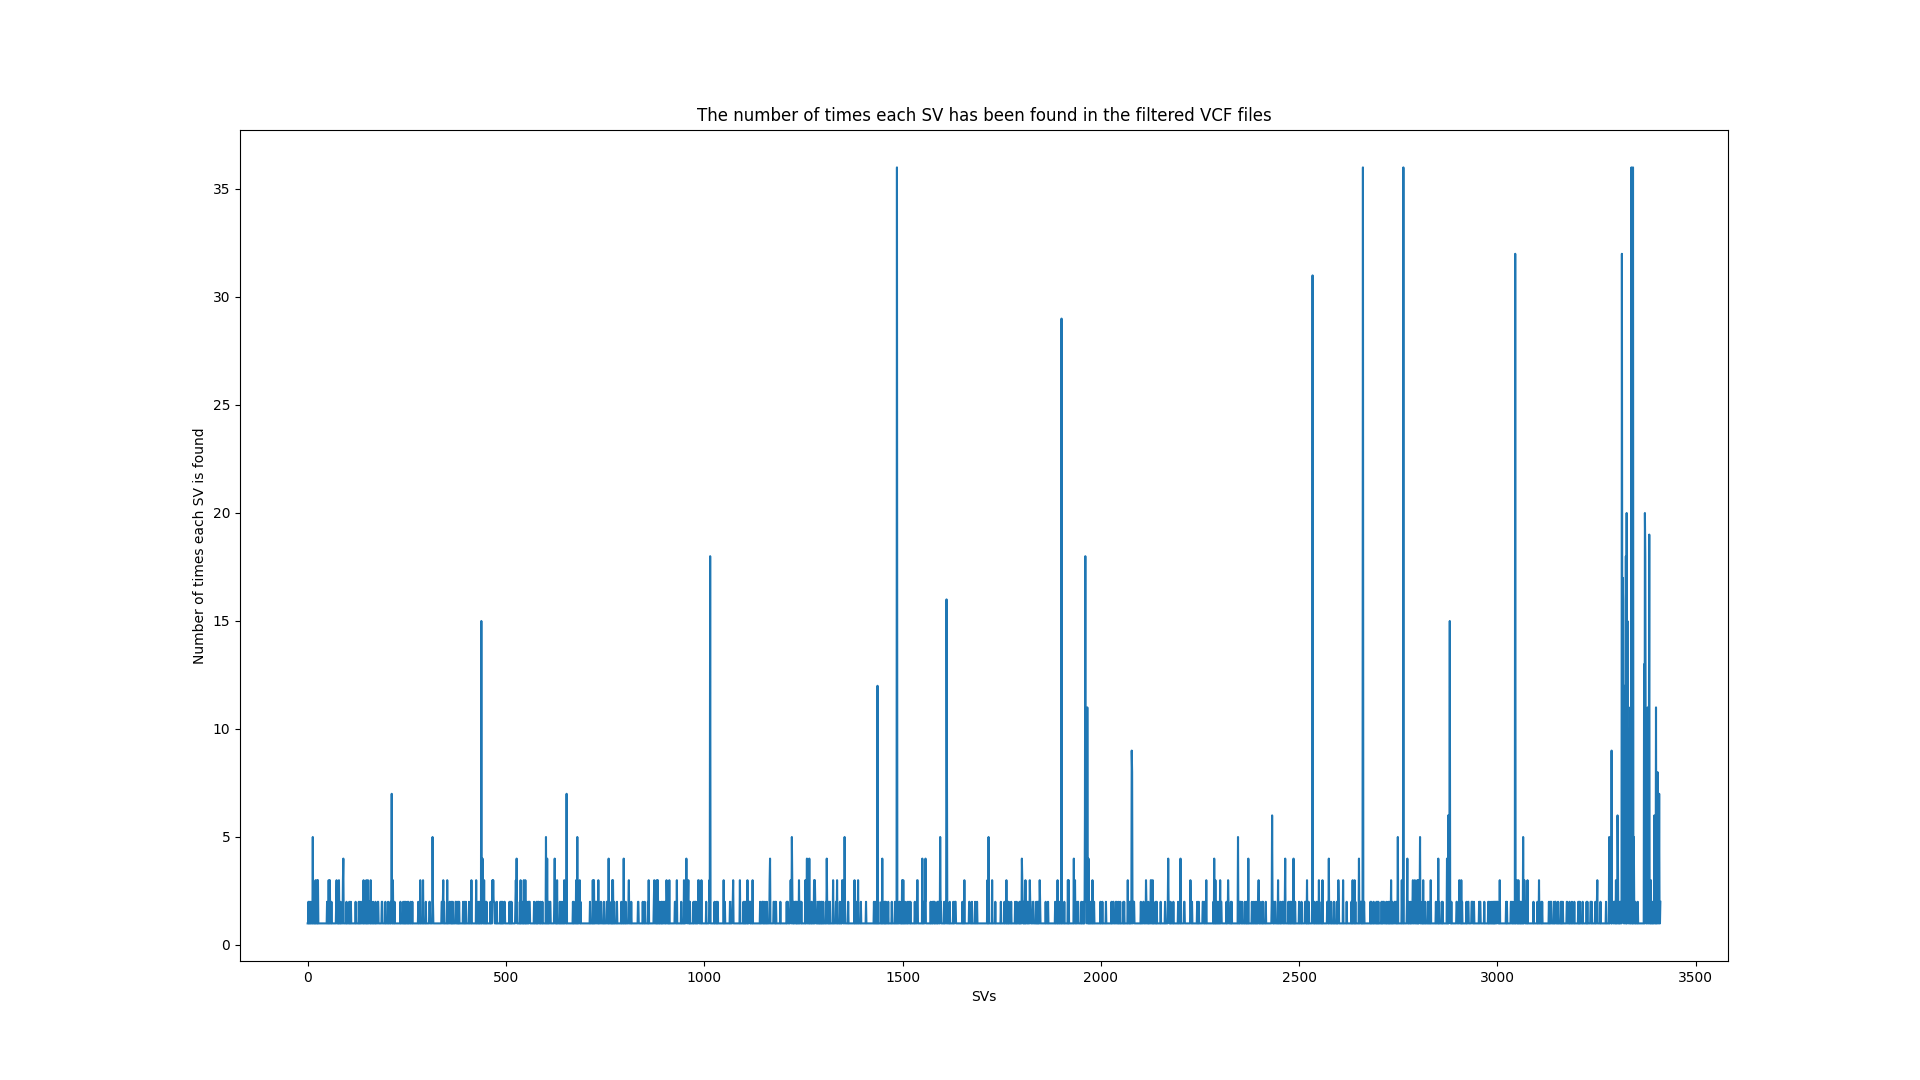 The number of times each SV has been found in the filtered VCF files
Number of times each SV is found
35
30
25
20
15
10
5
0
0 500 1000 1500 2000 2500 3000 3500
SVs